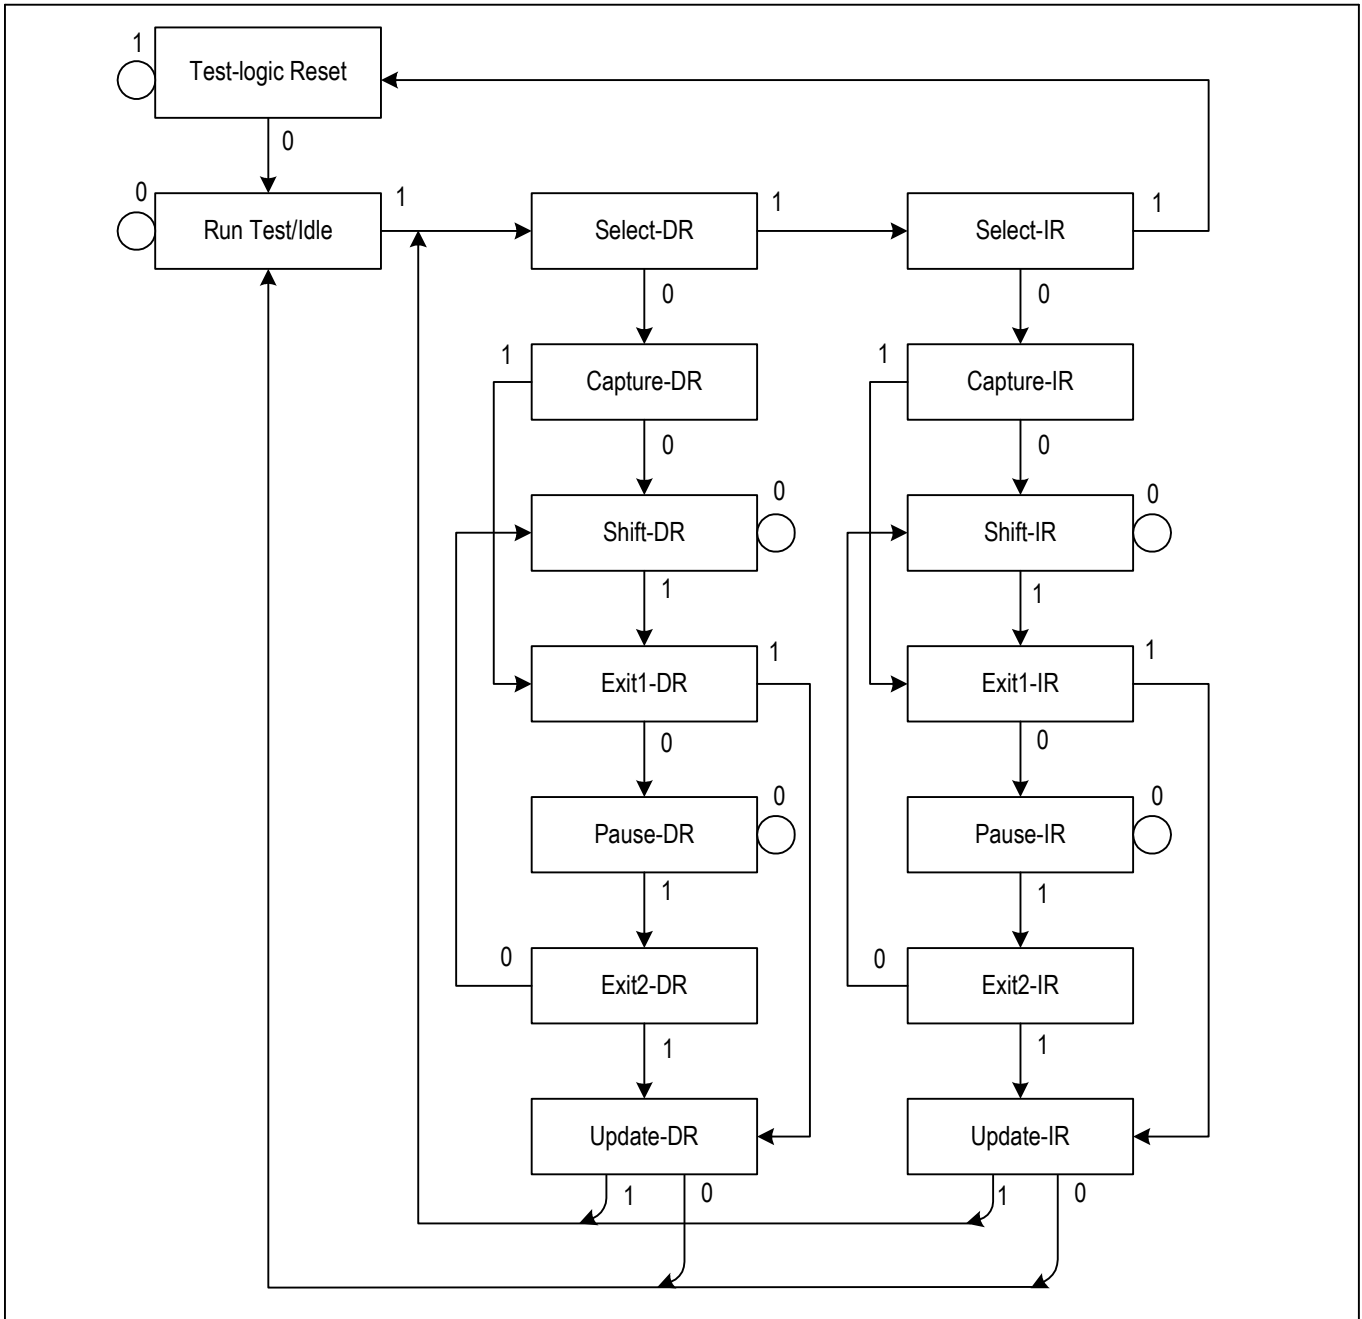 1
Test-logic Reset
0
0
Run Test/Idle
1
Select-DR
1
Select-IR
1
0
0
1
Capture-DR
1
Capture-IR
0
0
Shift-DR
0
Shift-IR
0
1
1
Exit1-DR
1
Exit1-IR
1
0
0
Pause-DR
0
Pause-IR
0
1
1
0
Exit2-DR
0
Exit2-IR
1
1
Update-DR
Update-IR
1
0
1
0